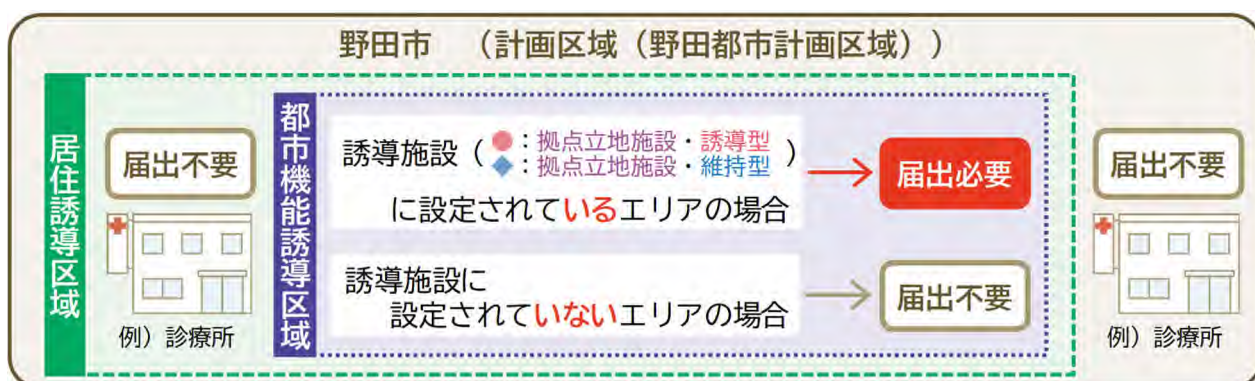 野田市 (計画区域(野田都市計画区域))
居住誘導区域
届出不要
例)診療所
都市機能誘導区域
誘導施設(●:拠点立地施設・誘導型
◆:拠点立地施設・維持型)
に設定されているエリアの場合
届出必要
誘導施設に
設定されていないエリアの場合
届出不要
届出不要
例)診療所